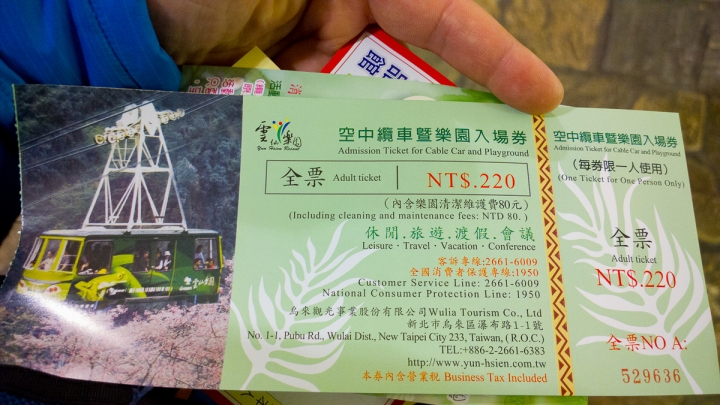 雲仙樂園
Yun Hsien Resort
空中纜車暨樂園入場券
Admission Ticket for Cable Car and Playground
全票 Adult ticket NT$.220
(內含樂園清潔維護費80元)
(Including cleaning and maintenance fees: NTD 80. )
休閒.旅遊.渡假.會議
Leisure · Travel · Vacation · Conference
客訴專線:2661-6009
全國消費者保護專線:1950
Customer Service Line: 2661-6009
National Consumer Protection Line: 1950
烏來觀光事業股份有限公司Wulia Tourism Co., Ltd
新北市烏來區瀑布路1-1號
No. 1-1, Pubu Rd., Wulai Dist., New Taipei City 233, Taiwan, ( R.O.C.)
TEL:+886-2-2661-6383
http://www.yun-hsien.com.tw
本券內含營業稅 Business Tax Included
空中纜車暨樂園入場券
Admission Ticket for Cable Car and Playground
(每券限一人使用)
(One Ticket for One Person Only)
全票
Adult ticket
NT$.220
全票NO A:
529636